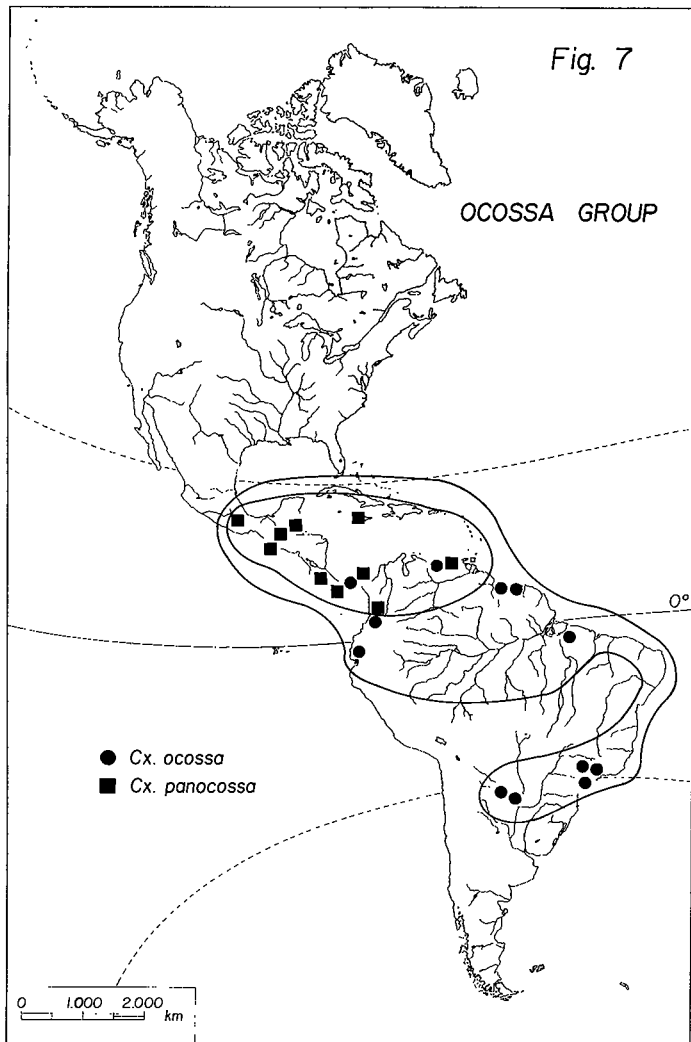 Fig. 7
OCOSSA GROUP
0°
Cx. ocossa
Cx. panocossa
0 1.000 2.000
km